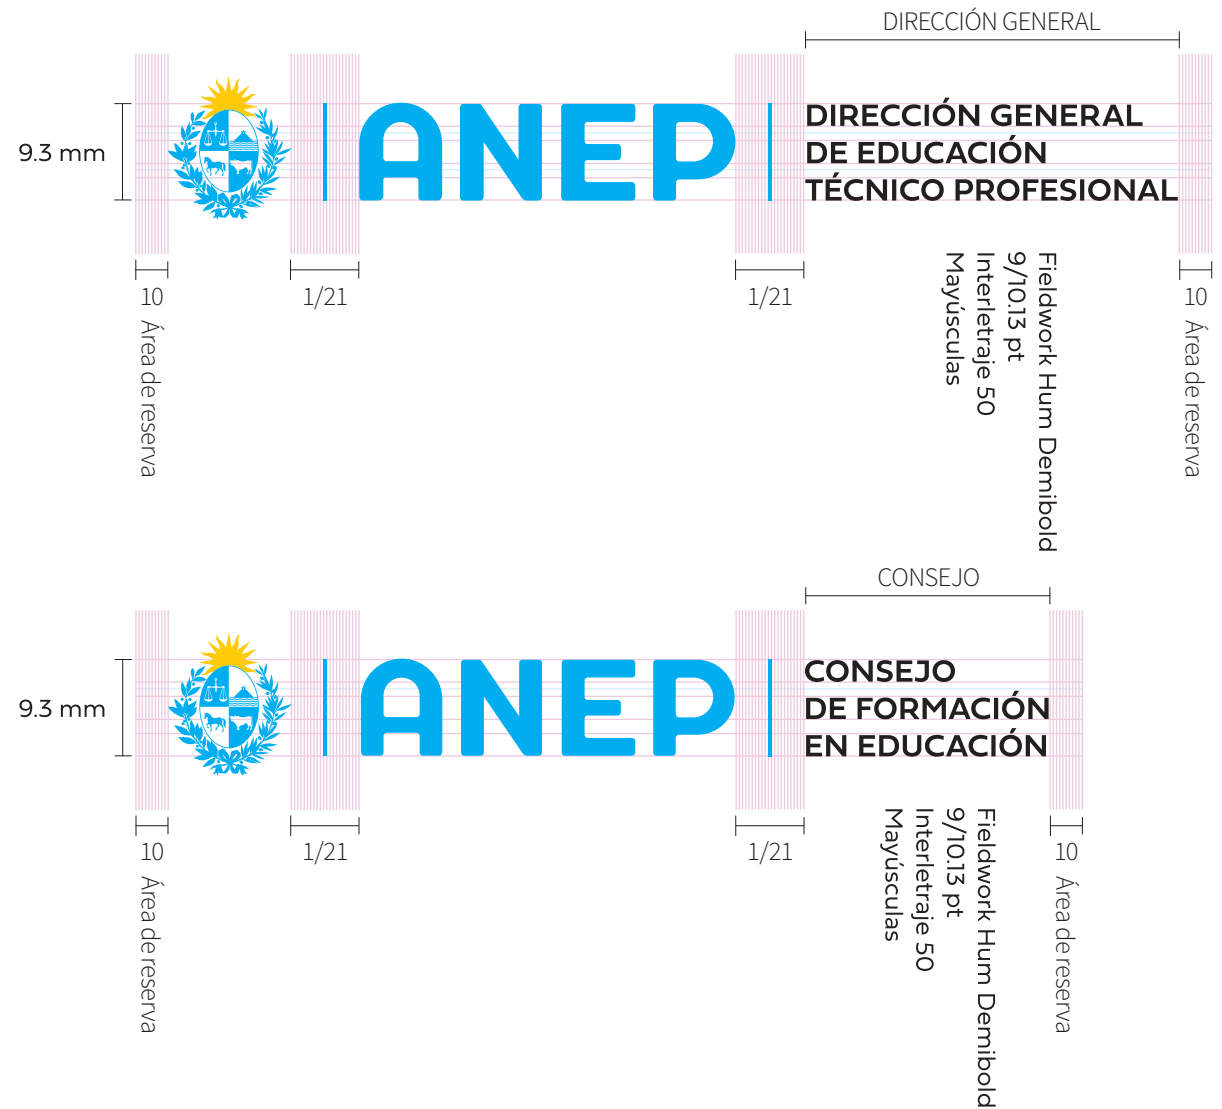 DIRECCIÓN GENERAL
9.3 mm
ANEP
DIRECCIÓN GENERAL
DE EDUCACIÓN
TÉCNICO PROFESIONAL
10
Área de reserva
1/21
1/21
Fieldwork Hum Demibold
9/10.13 pt
Interletraje 50
Mayúsculas
10
Área de reserva
CONSEJO
9.3 mm
ANEP
CONSEJO
DE FORMACIÓN
EN EDUCACIÓN
10
Área de reserva
1/21
1/21
Fieldwork Hum Demibold
9/10.13 pt
Interletraje 50
Mayúsculas
10
Área de reserva